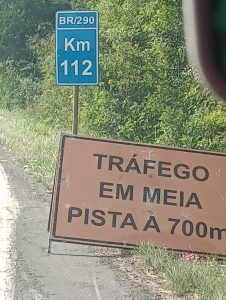 BR/290
Km
112
TRÁFEGO
EM MEIA
PISTA À 700m